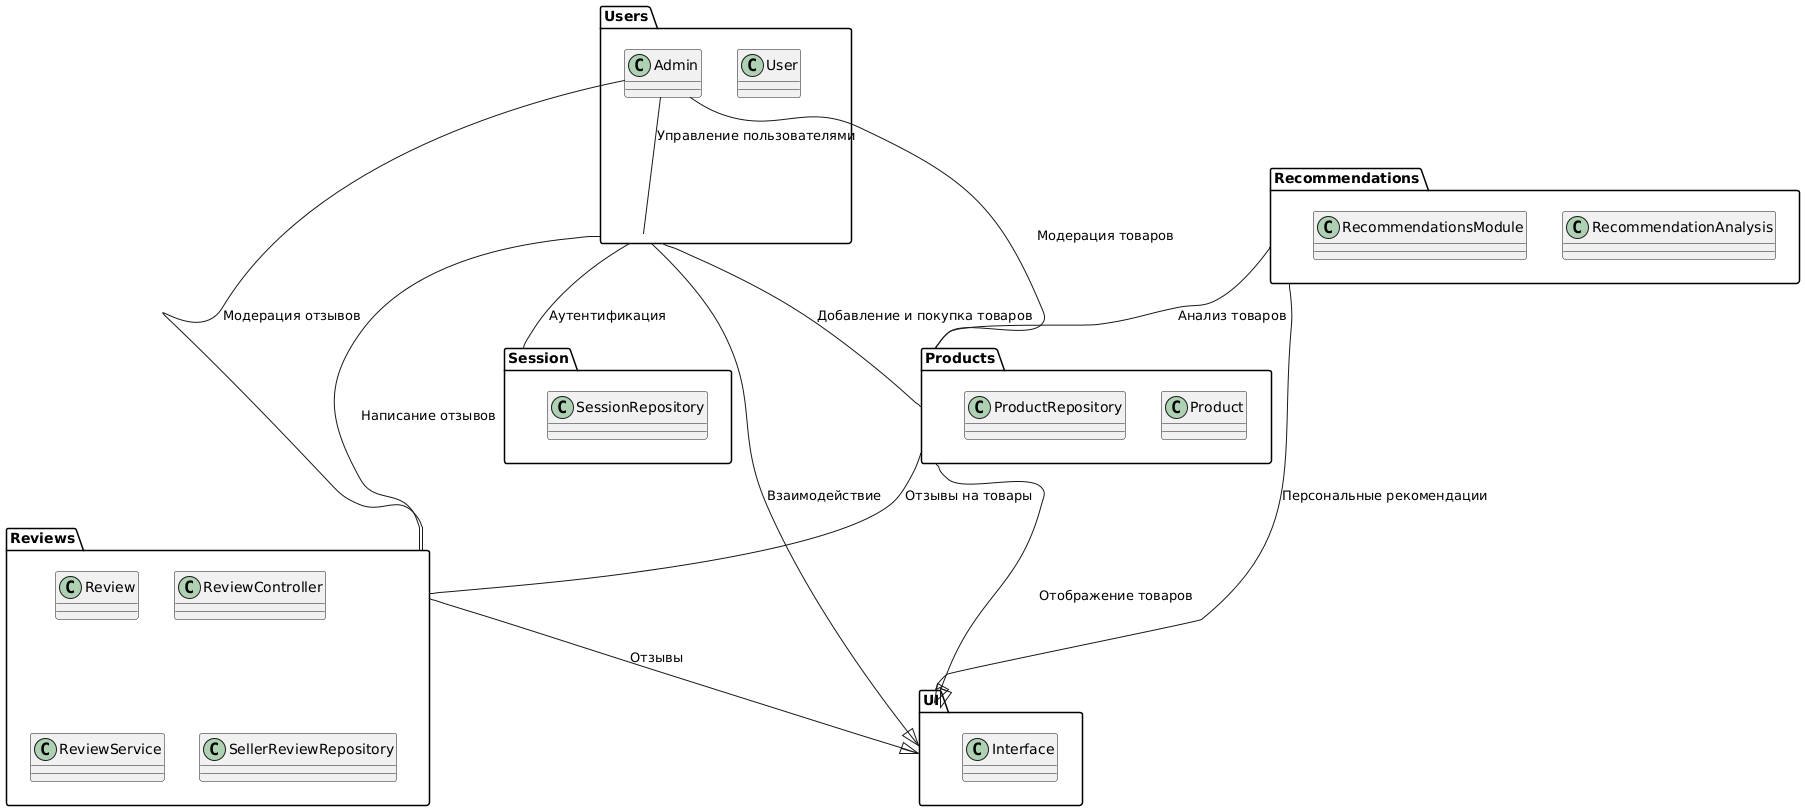 Users
C Admin
C User
Управление пользователями
Recommendations
C RecommendationsModule
C RecommendationAnalysis
Модерация товаров
Модерация отзывов
Аутентификация
Добавление и покупка товаров
Анализ товаров
Session
C SessionRepository
Products
C ProductRepository
C Product
Написание отзывов
Взаимодействие
Отзывы на товары
Персональные рекомендации
Reviews
C Review
C ReviewController
Отображение товаров
Отзывы
C ReviewService
C SellerReviewRepository
UI
C Interface